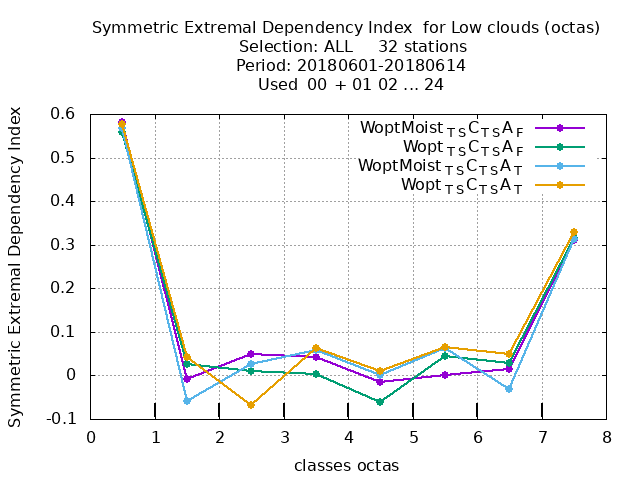 Symmetric Extremal Dependency Index for Low clouds (octas)
Selection: ALL 32 stations
Period: 20180601-20180614
Used 00 + 01 02 ... 24
Symmetric Extremal Dependency Index
0.6
0.5
0.4
0.3
0.2
0.1
0
-0.1
WoptMoist TS C TS A F
Wopt TS C TS A F
WoptMoist TS C TS A T
Wopt TS C TS A T
0 1 2 3 4 5 6 7 8
classes octas